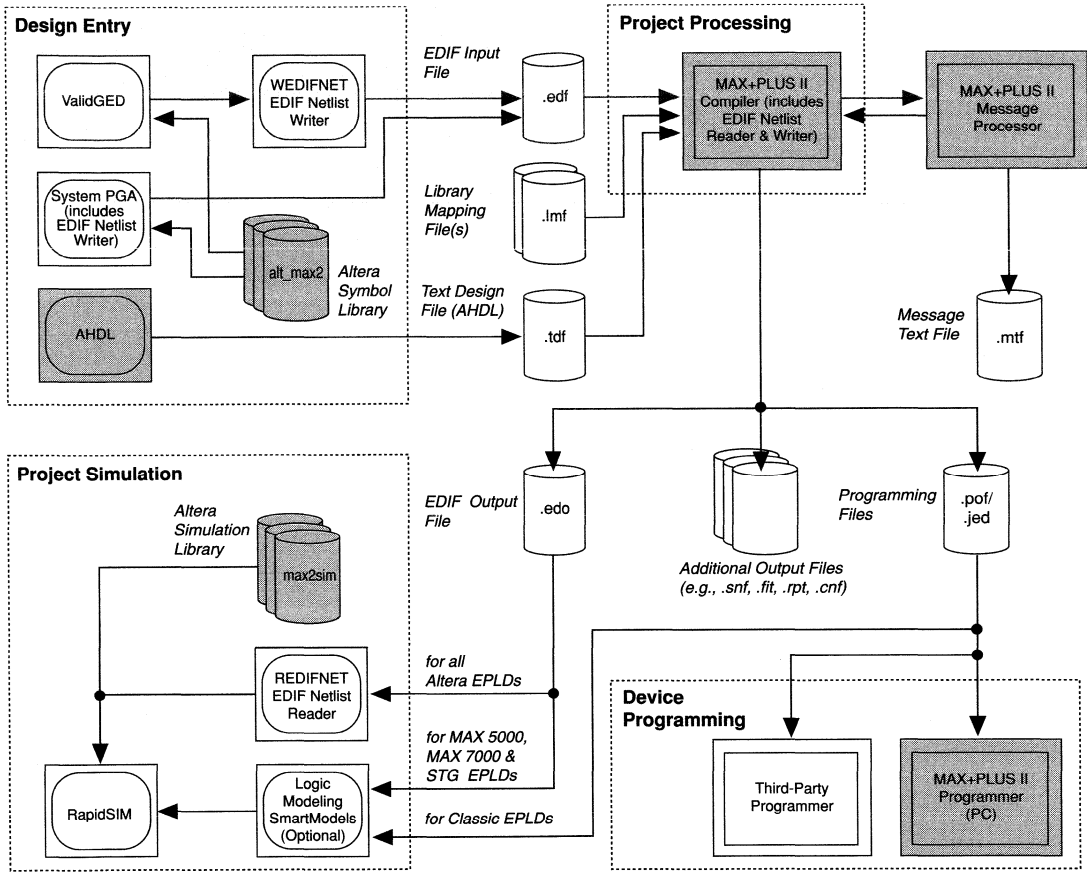 Design Entry
ValidGED
WEDIFNET
EDIF Netlist
Writer
System PGA
(includes
EDIF Netlist
Writer)
alt_max2
Altera
Symbol
Library
AHDL
EDIF Input
File
.edf
Library
Mapping
File(s)
.lmf
Text Design
File (AHDL)
.tdf
Project Processing
MAX+PLUS II
Compiler (includes
EDIF Netlist
Reader & Writer)
MAX+PLUS II
Message
Processor
Message
Text File
.mtf
Project Simulation
Altera
Simulation
Library
max2sim
REDIFNET
EDIF Netlist
Reader
RapidSIM
Logic
Modeling
SmartModels
(Optional)
EDIF Output
File
.edo
for all
Altera EPLDs
for MAX 5000,
MAX 7000 &
STG EPLDs
for Classic EPLDs
Additional Output Files
(e.g., .snf, .fit, .rpt, .cnf)
Programming
Files
.pof/
.jed
Device
Programming
Third-Party
Programmer
MAX+PLUS II
Programmer
(PC)